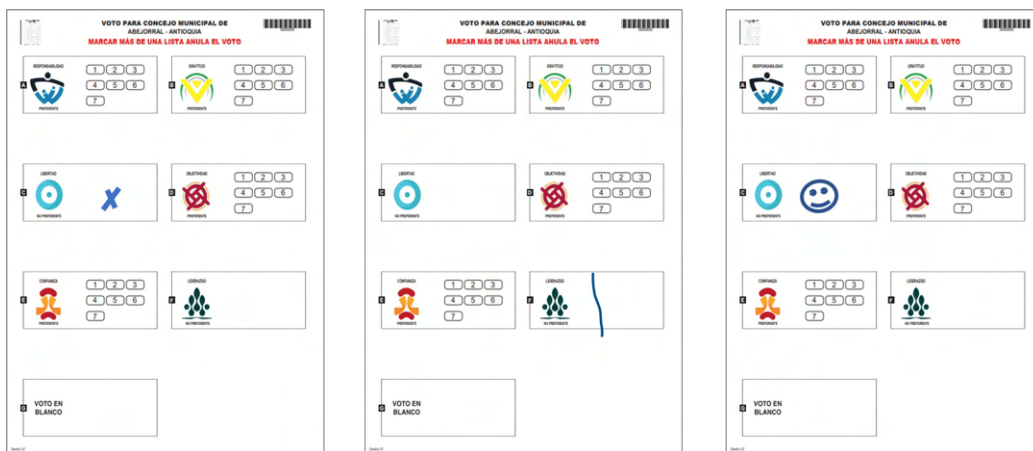 VOTO PARA CONCEJO MUNICIPAL DE
ABEJORRAL - ANTIOQUIA
MARCAR MÁS DE UNA LISTA ANULA EL VOTO
A
RESPONSABILIDAD
PREFERENTE
1 2 3
4 5 6
7
B
GRATITUD
PREFERENTE
1 2 3
4 5 6
7
C
LIBERTAD
NO PREFERENTE
X
D
OBJETIVIDAD
PREFERENTE
1 2 3
4 5 6
7
E
CONFIANZA
PREFERENTE
1 2 3
4 5 6
7
F
LIDERAZGO
NO PREFERENTE
G
VOTO EN
BLANCO
VOTO PARA CONCEJO MUNICIPAL DE
ABEJORRAL - ANTIOQUIA
MARCAR MÁS DE UNA LISTA ANULA EL VOTO
A
RESPONSABILIDAD
PREFERENTE
1 2 3
4 5 6
7
B
GRATITUD
PREFERENTE
1 2 3
4 5 6
7
C
LIBERTAD
NO PREFERENTE
D
OBJETIVIDAD
PREFERENTE
1 2 3
4 5 6
7
E
CONFIANZA
PREFERENTE
1 2 3
4 5 6
7
F
LIDERAZGO
NO PREFERENTE
G
VOTO EN
BLANCO
VOTO PARA CONCEJO MUNICIPAL DE
ABEJORRAL - ANTIOQUIA
MARCAR MÁS DE UNA LISTA ANULA EL VOTO
A
RESPONSABILIDAD
PREFERENTE
1 2 3
4 5 6
7
B
GRATITUD
PREFERENTE
1 2 3
4 5 6
7
C
LIBERTAD
NO PREFERENTE
D
OBJETIVIDAD
PREFERENTE
1 2 3
4 5 6
7
E
CONFIANZA
PREFERENTE
1 2 3
4 5 6
7
F
LIDERAZGO
NO PREFERENTE
G
VOTO EN
BLANCO